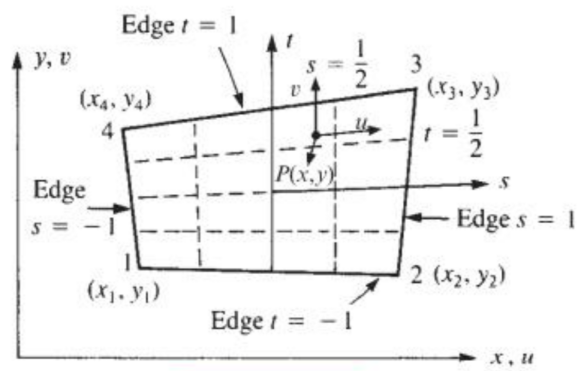 Edge t = 1
t
y, v
s = 1/2
3
v
(x₄, y₄)
(x₃, y₃)
4
u
t = 1/2
P(x,y)
s
Edge
s = −1
Edge s = 1
1
2 (x₂, y₂)
(x₁, y₁)
Edge t = −1
x, u